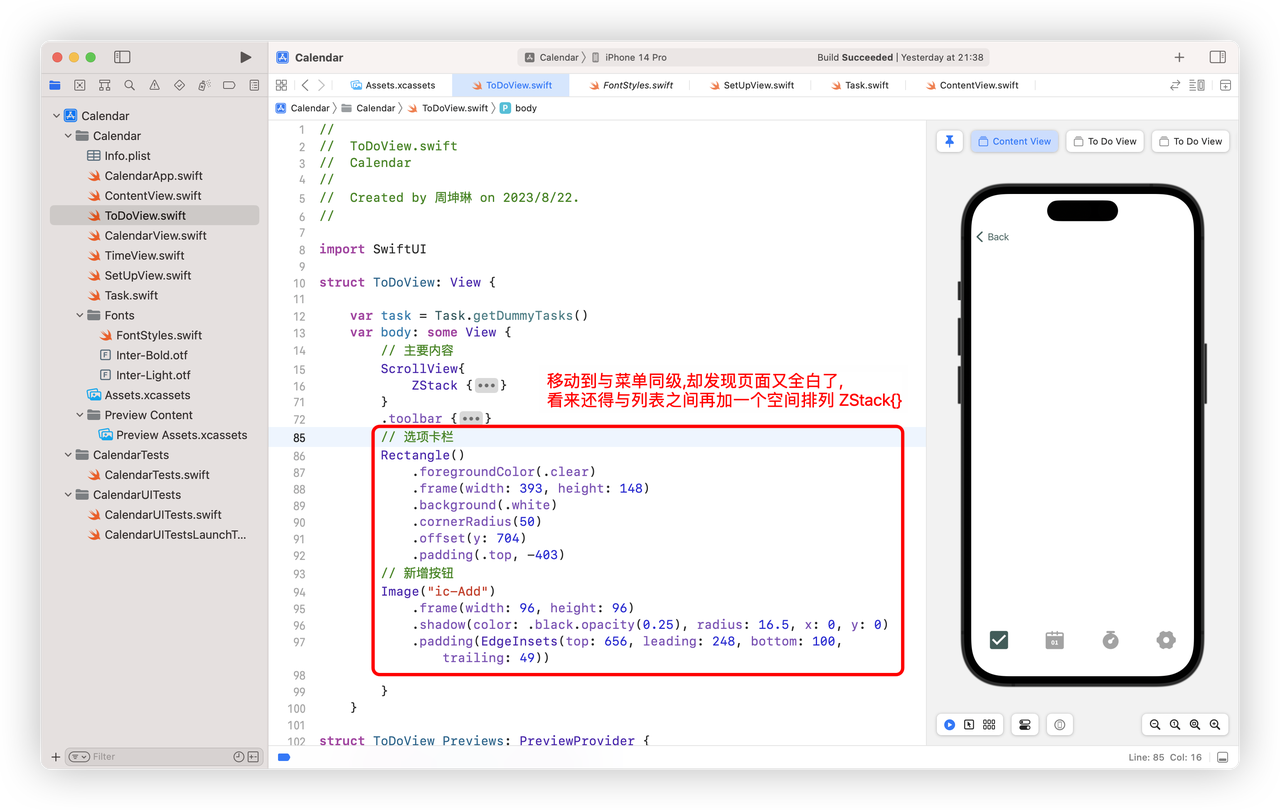 Calendar
Calendar 〉 iPhone 14 Pro
Build Succeeded | Yesterday at 21:38
Assets.xcassets
ToDoView.swift
FontStyles.swift
SetUpView.swift
Task.swift
ContentView.swift
Calendar 〉 Calendar 〉 ToDoView.swift 〉 P body
Calendar
Calendar
Info.plist
CalendarApp.swift
ContentView.swift
ToDoView.swift
CalendarView.swift
TimeView.swift
SetUpView.swift
Task.swift
Fonts
FontStyles.swift
Inter-Bold.otf
Inter-Light.otf
Assets.xcassets
Preview Content
Preview Assets.xcassets
CalendarTests
CalendarTests.swift
CalendarUITests
CalendarUITests.swift
CalendarUITestsLaunchT...
Filter
1 //
2 // ToDoView.swift
3 // Calendar
4 //
5 // Created by 周坤琳 on 2023/8/22.
6 //
7
8 import SwiftUI
9
10 struct ToDoView: View {
11
12 var task = Task.getDummyTasks()
13 var body: some View {
14 // 主要内容
15 ScrollView{
16 ZStack {•••}
71 }
72 .toolbar {•••}
85 // 选项卡栏
86 Rectangle()
87 .foregroundColor(.clear)
88 .frame(width: 393, height: 148)
89 .background(.white)
90 .cornerRadius(50)
91 .offset(y: 704)
92 .padding(.top, -403)
93 // 新增按钮
94 Image("ic-Add")
95 .frame(width: 96, height: 96)
96 .shadow(color: .black.opacity(0.25), radius: 16.5, x: 0, y: 0)
97 .padding(EdgeInsets(top: 656, leading: 248, bottom: 100,
trailing: 49))
98
99 }
100 }
101
102 struct ToDoView_Previews: PreviewProvider {
移动到与菜单同级,却发现页面又全白了,
看来还得与列表之间再加一个空间排列 ZStack{}
Content View
To Do View
To Do View
Back
01
Line: 85 Col: 16